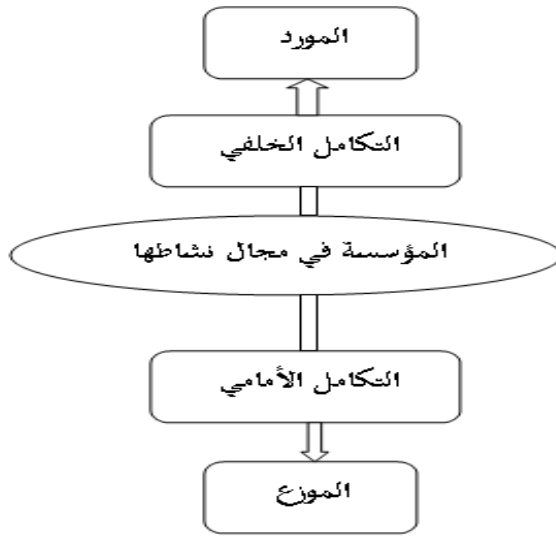 المورد
التكامل الخلفي
المؤسسة في مجال نشاطها
التكامل الأمامي
الموزع